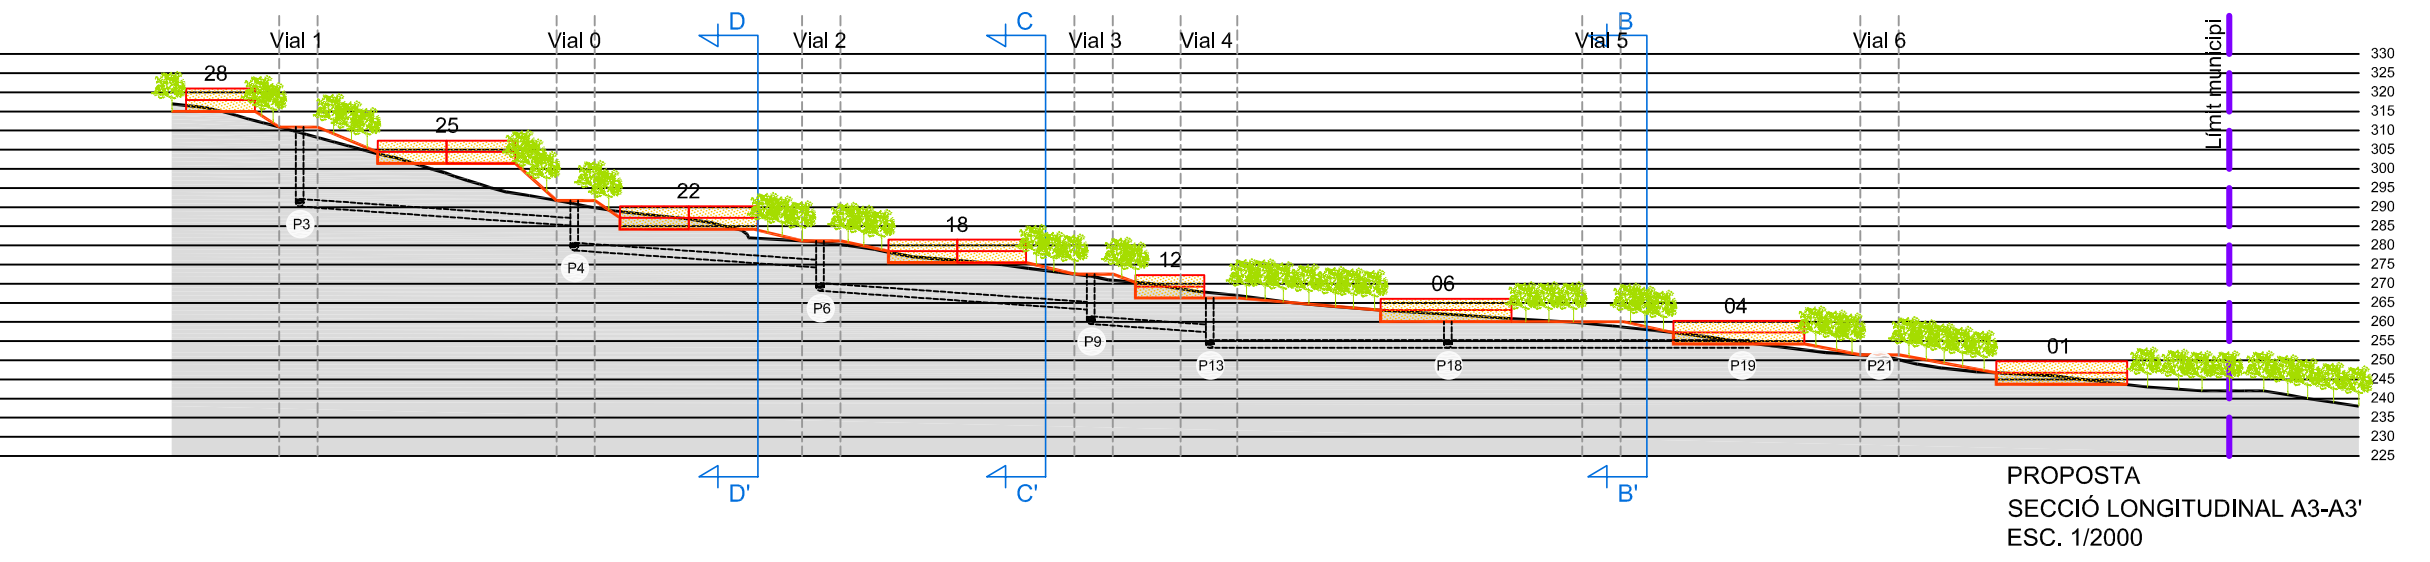 D
C
B
Vial 1
Vial 0
Vial 2
Vial 3
Vial 4
Vial 5
Vial 6
Límit municipi
330
325
320
315
310
305
300
295
290
285
280
275
270
265
260
255
250
245
240
235
230
225
28
25
22
18
12
06
04
01
P3
P4
P6
P9
P13
P18
P19
P21
D'
C'
B'
PROPOSTA
SECCIÓ LONGITUDINAL A3-A3'
ESC. 1/2000